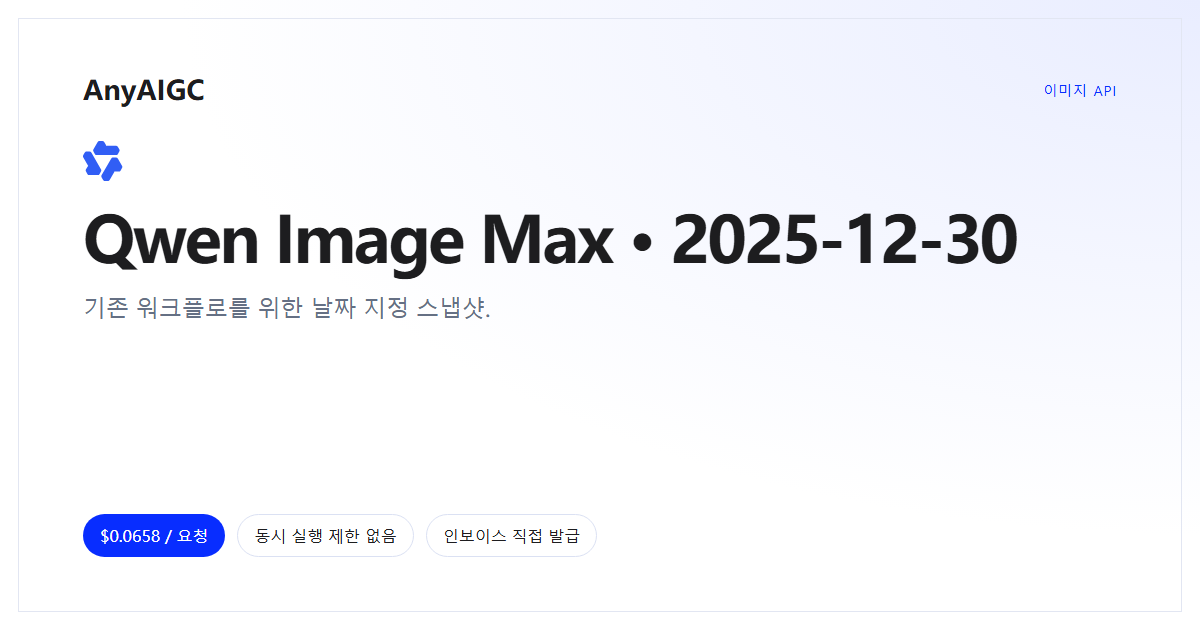 AnyAIGC
이미지 API
Qwen Image Max • 2025-12-30
기존 워크플로를 위한 날짜 지정 스냅샷.
$0.0658 / 요청
동시 실행 제한 없음
인보이스 직접 발급